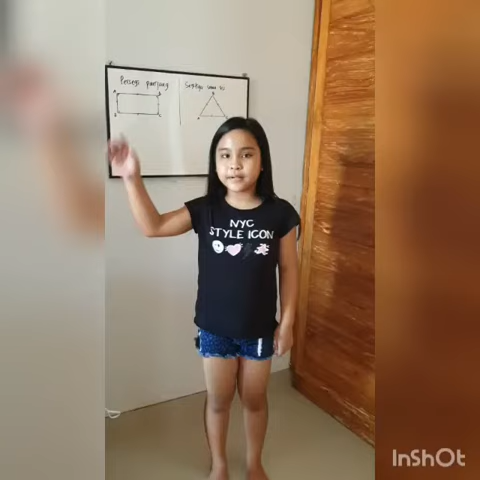 Persegi panjang
Segitiga sama sisi
NYC
STYLE ICON
InShOt